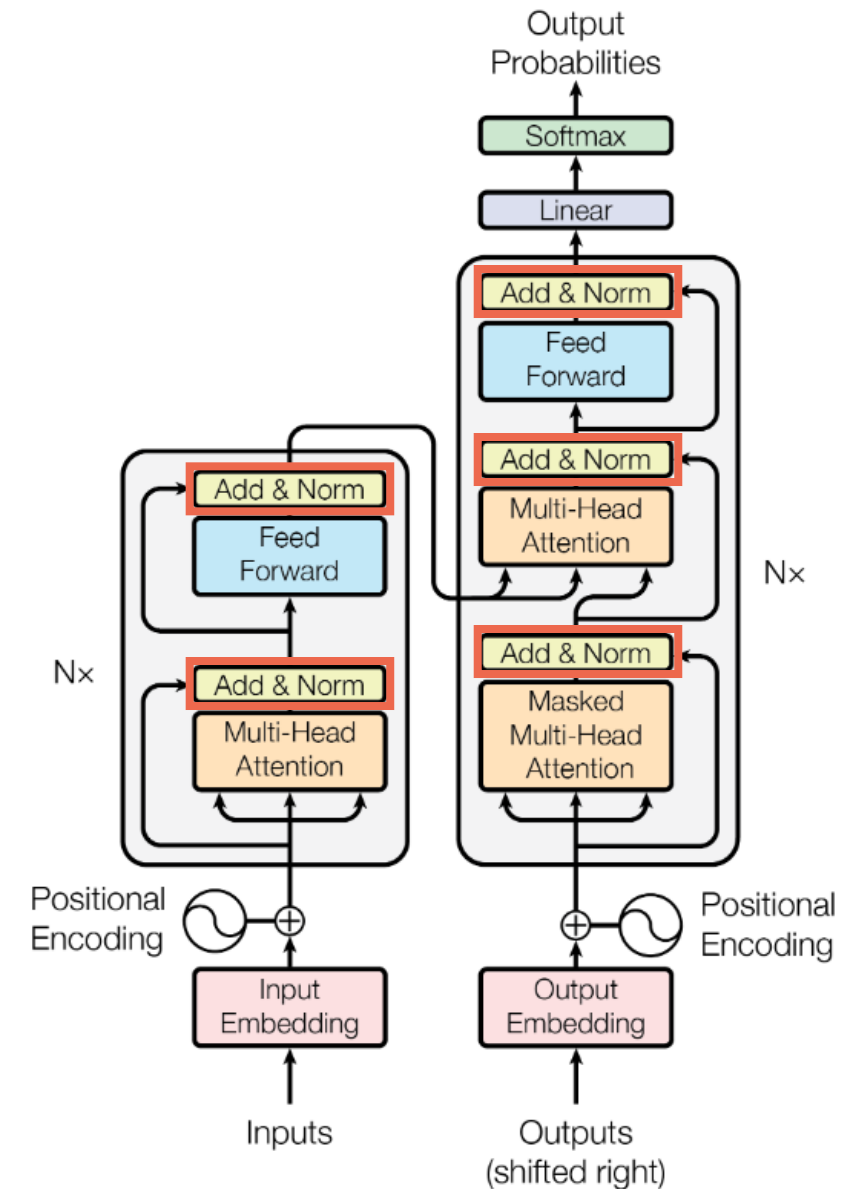 Output
Probabilities
Softmax
Linear
Add & Norm
Feed
Forward
Add & Norm
Multi-Head
Attention
Add & Norm
Masked
Multi-Head
Attention
N×
Add & Norm
Feed
Forward
Add & Norm
Multi-Head
Attention
N×
Positional
Encoding
Positional
Encoding
Input
Embedding
Output
Embedding
Inputs
Outputs
(shifted right)